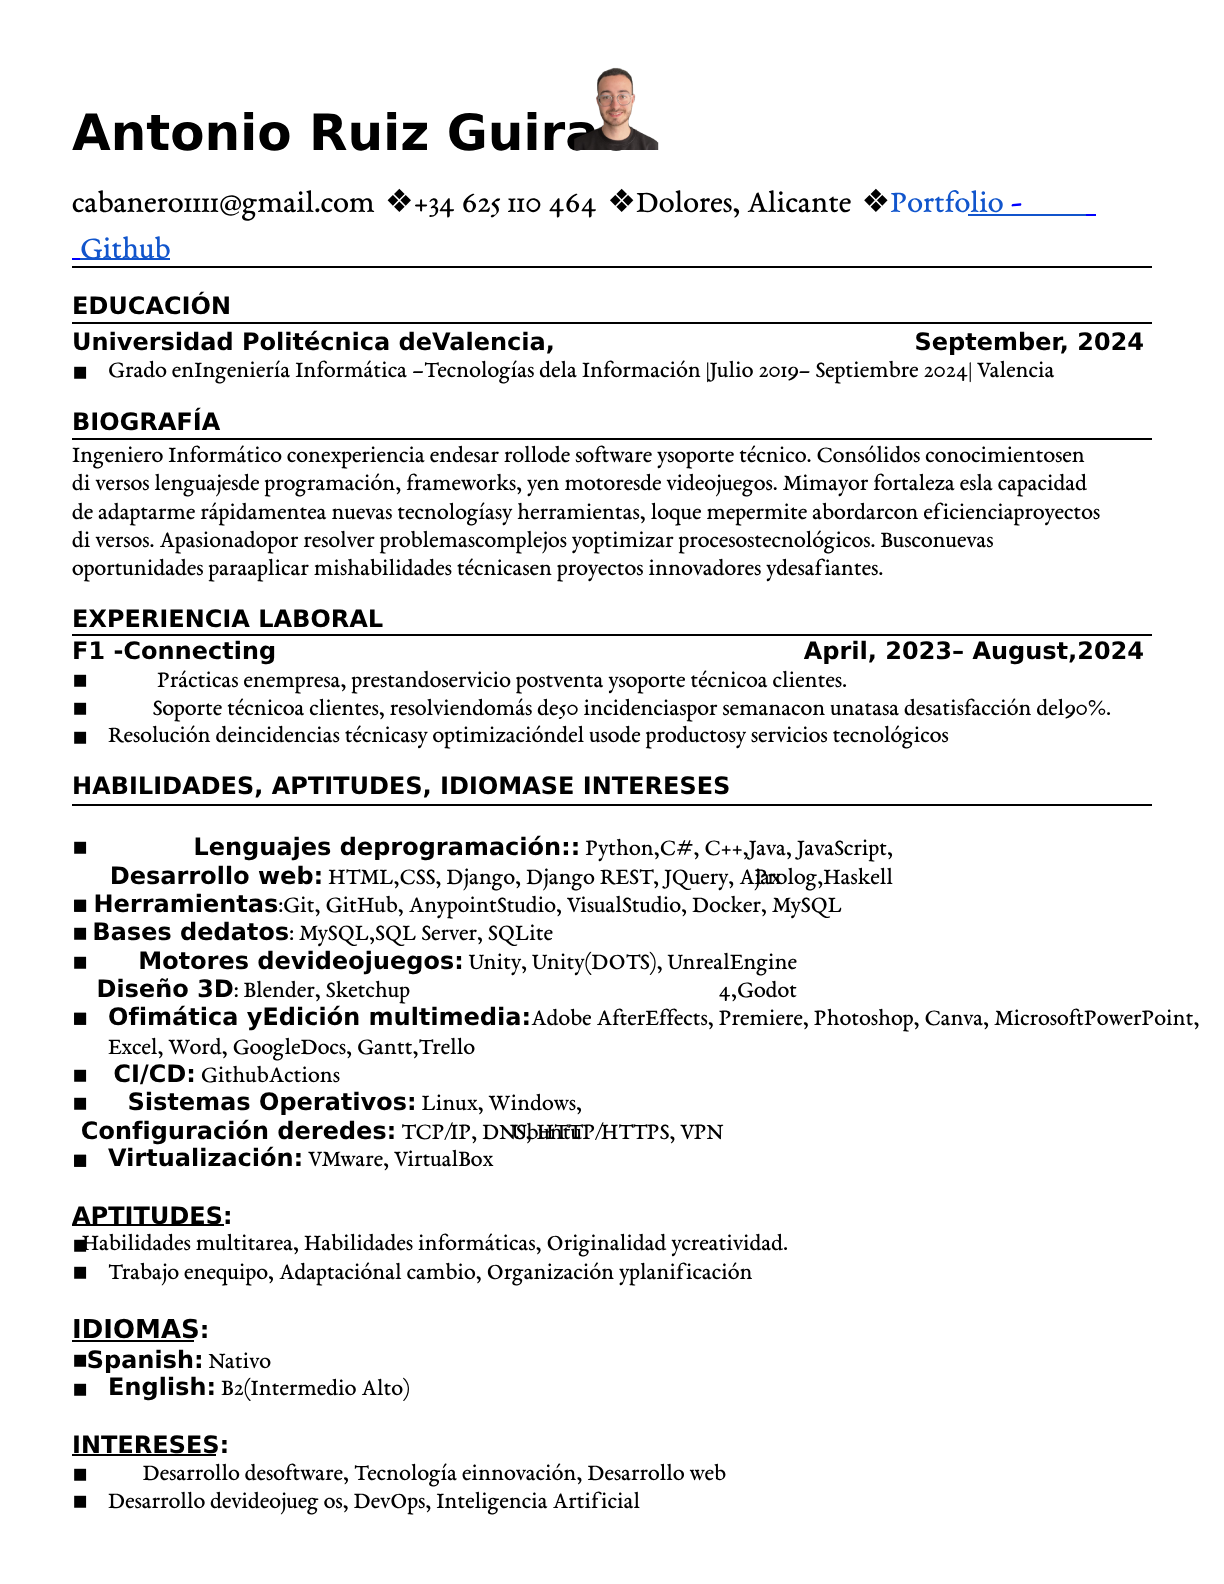 Antonio Ruiz Guira
cabanero1111@gmail.com ❖+34 625 110 464 ❖Dolores, Alicante ❖Portfolio -
Github
EDUCACIÓN
Universidad Politécnica deValencia, September, 2024
■ Grado enIngeniería Informática –Tecnologías dela Información |Julio 2019– Septiembre 2024| Valencia
BIOGRAFÍA
Ingeniero Informático conexperiencia endesar rollode software ysoporte técnico. Consólidos conocimientosen
di versos lenguajesde programación, frameworks, yen motoresde videojuegos. Mimayor fortaleza esla capacidad
de adaptarme rápidamentea nuevas tecnologíasy herramientas, loque mepermite abordarcon eficienciaproyectos
di versos. Apasionadopor resolver problemascomplejos yoptimizar procesostecnológicos. Busconuevas
oportunidades paraaplicar mishabilidades técnicasen proyectos innovadores ydesafiantes.
EXPERIENCIA LABORAL
F1 -Connecting April, 2023– August,2024
■ Prácticas enempresa, prestandoservicio postventa ysoporte técnicoa clientes.
■ Soporte técnicoa clientes, resolviendomás de50 incidenciaspor semanacon unatasa desatisfacción del90%.
■ Resolución deincidencias técnicasy optimizacióndel usode productosy servicios tecnológicos
HABILIDADES, APTITUDES, IDIOMASE INTERESES
■ Lenguajes deprogramación:: Python,C#, C++,Java, JavaScript,
Desarrollo web: HTML,CSS, Django, Django REST, JQuery, Ajax Prolog,Haskell
■ Herramientas:Git, GitHub, AnypointStudio, VisualStudio, Docker, MySQL
■ Bases dedatos: MySQL,SQL Server, SQLite
■ Motores devideojuegos: Unity, Unity(DOTS), UnrealEngine
Diseño 3D: Blender, Sketchup 4,Godot
■ Ofimática yEdición multimedia:Adobe AfterEffects, Premiere, Photoshop, Canva, MicrosoftPowerPoint,
Excel, Word, GoogleDocs, Gantt,Trello
■ CI/CD: GithubActions
■ Sistemas Operativos: Linux, Windows,
Configuración deredes: TCP/IP, DNS, HTTP/HTTPS, VPN Ubuntu
■ Virtualización: VMware, VirtualBox
APTITUDES:
■Habilidades multitarea, Habilidades informáticas, Originalidad ycreatividad.
■ Trabajo enequipo, Adaptaciónal cambio, Organización yplanificación
IDIOMAS:
■Spanish: Nativo
■ English: B2(Intermedio Alto)
INTERESES:
■ Desarrollo desoftware, Tecnología einnovación, Desarrollo web
■ Desarrollo devideojueg os, DevOps, Inteligencia Artificial